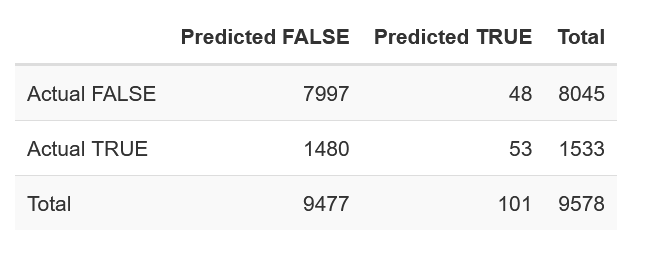 Predicted FALSE Predicted TRUE Total
Actual FALSE 7997 48 8045
Actual TRUE 1480 53 1533
Total 9477 101 9578